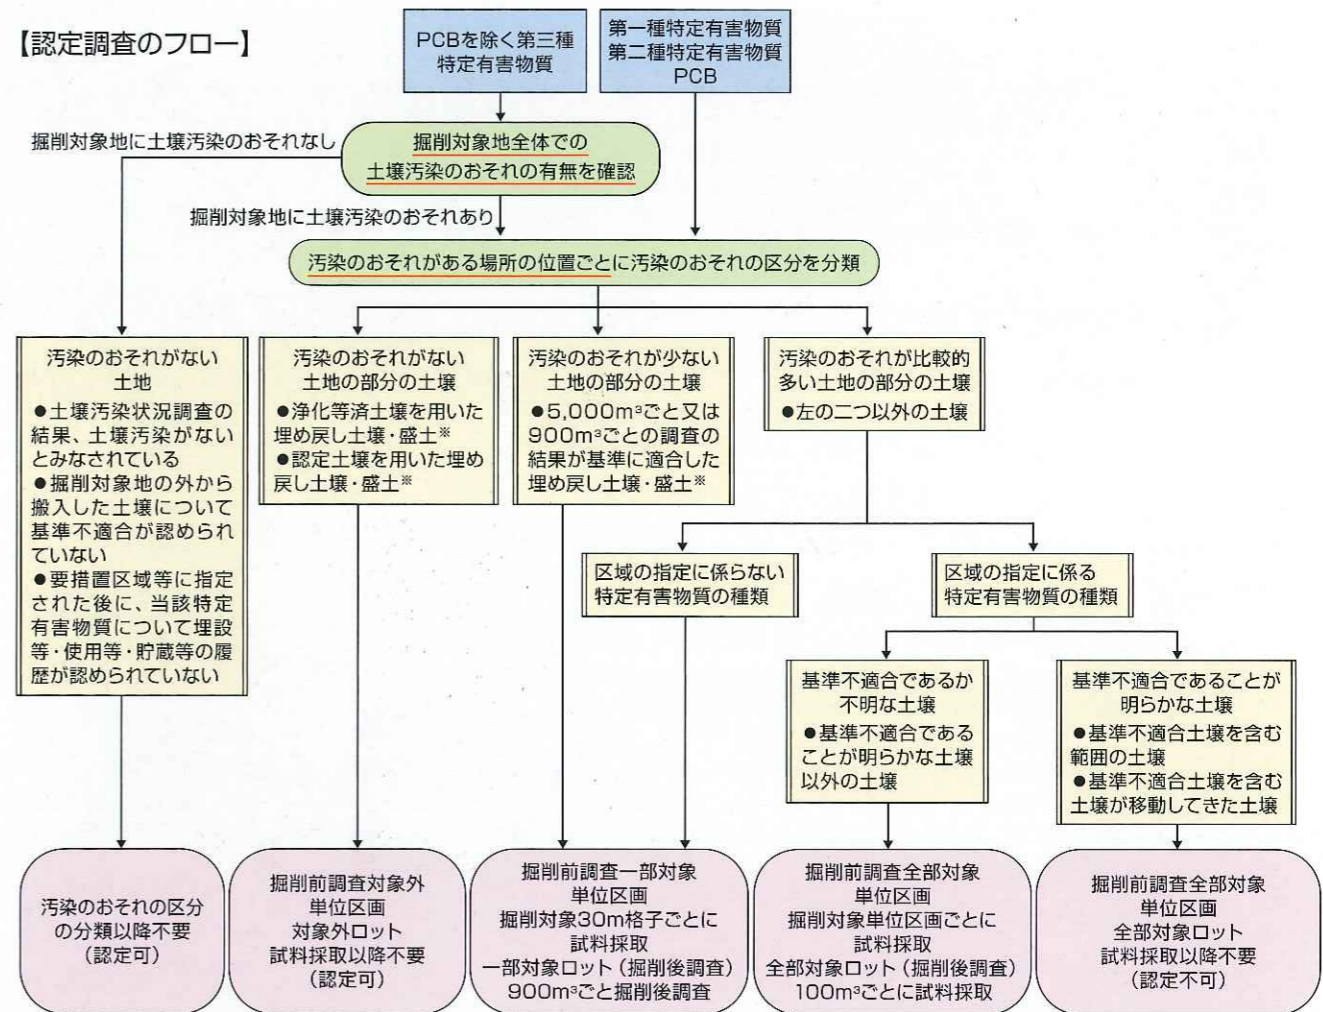 【認定調査のフロー】
PCBを除く第三種
特定有害物質
第一種特定有害物質
第二種特定有害物質
PCB
掘削対象地に土壌汚染のおそれなし
掘削対象地全体での
土壌汚染のおそれの有無を確認
掘削対象地に土壌汚染のおそれあり
汚染のおそれがある場所の位置ごとに汚染のおそれの区分を分類
汚染のおそれがない
土地
●土壌汚染状況調査の
結果、土壌汚染がない
とみなされている
●掘削対象地の外から
搬入した土壌について
基準不適合が認められ
ていない
●要措置区域等に指定
された後に、当該特定
有害物質について埋設
等・使用等・貯蔵等の履
歴が認められていない
汚染のおそれがない
土地の部分の土壌
●浄化等済土壌を用いた
埋め戻し土壌・盛土※
●認定土壌を用いた埋め
戻し土壌・盛土※
汚染のおそれが少ない
土地の部分の土壌
●5,000m³ごと又は
900m³ごとの調査の
結果が基準に適合した
埋め戻し土壌・盛土※
汚染のおそれが比較的
多い土地の部分の土壌
●左の二つ以外の土壌
区域の指定に係らない
特定有害物質の種類
区域の指定に係る
特定有害物質の種類
基準不適合であるか
不明な土壌
●基準不適合である
ことが明らかな土壌
以外の土壌
基準不適合であることが
明らかな土壌
●基準不適合土壌を含む
範囲の土壌
●基準不適合土壌を含む
土壌が移動してきた土壌
汚染のおそれの区分
の分類以降不要
（認定可）
掘削前調査対象外
単位区画
対象外ロット
試料採取以降不要
（認定可）
掘削前調査一部対象
単位区画
掘削対象30m格子ごとに
試料採取
一部対象ロット（掘削後調査）
900m³ごと掘削後調査
掘削前調査全部対象
単位区画
掘削対象単位区画ごとに
試料採取
全部対象ロット（掘削後調査）
100m³ごとに試料採取
掘削前調査全部対象
単位区画
全部対象ロット
試料採取以降不要
（認定不可）